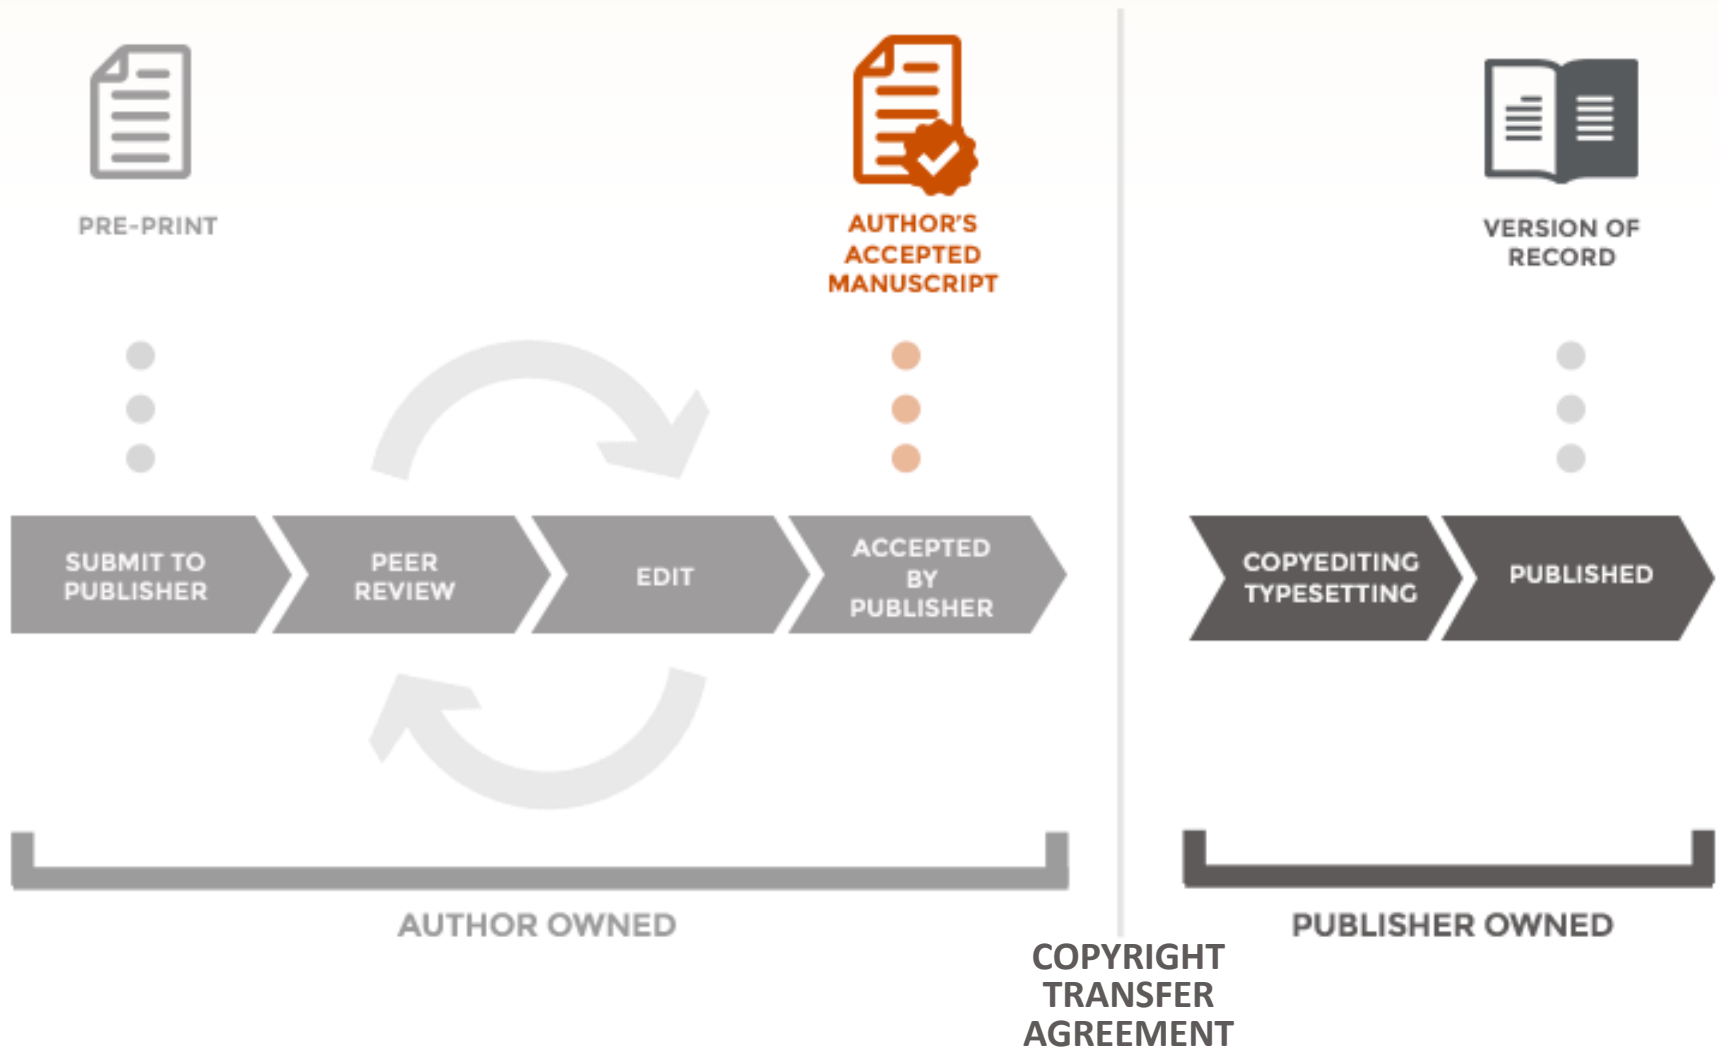 PRE-PRINT
AUTHOR'S
ACCEPTED
MANUSCRIPT
VERSION OF
RECORD
SUBMIT TO
PUBLISHER
PEER
REVIEW
EDIT
ACCEPTED
BY
PUBLISHER
COPYEDITING
TYPESETTING
PUBLISHED
AUTHOR OWNED
PUBLISHER OWNED
COPYRIGHT
TRANSFER
AGREEMENT